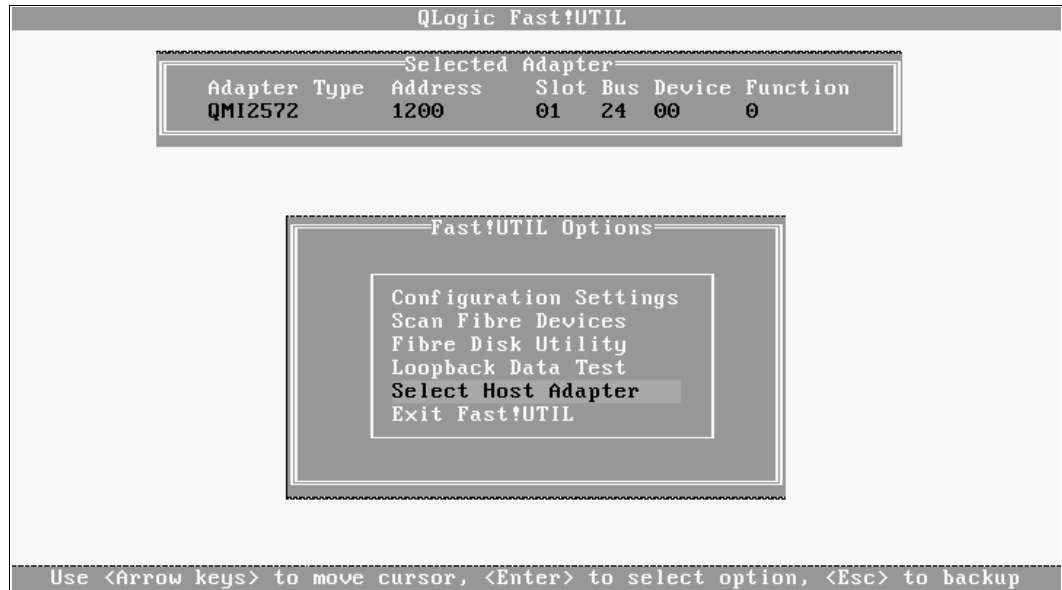 QLogic Fast!UTIL
Selected Adapter
Adapter Type Address Slot Bus Device Function
QMI2572 1200 01 24 00 0
Fast!UTIL Options
Configuration Settings
Scan Fibre Devices
Fibre Disk Utility
Loopback Data Test
Select Host Adapter
Exit Fast!UTIL
Use <Arrow keys> to move cursor, <Enter> to select option, <Esc> to backup